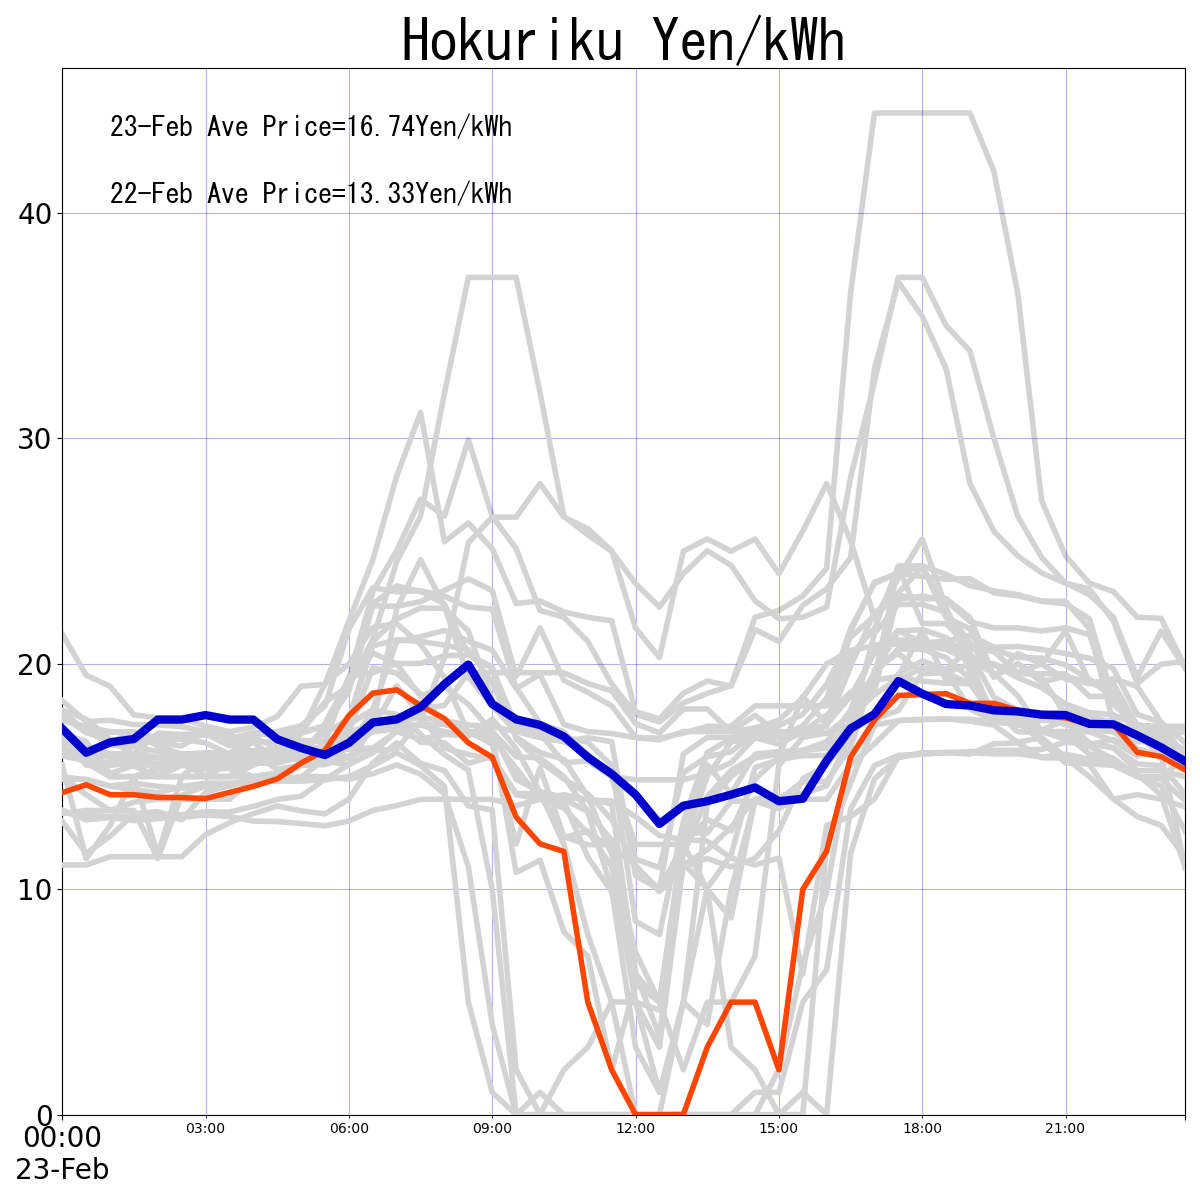 Hokuriku Yen/kWh
23-Feb Ave Price=16.74Yen/kWh
22-Feb Ave Price=13.33Yen/kWh
40
30
20
10
0
00:00 03:00 06:00 09:00 12:00 15:00 18:00 21:00
23-Feb